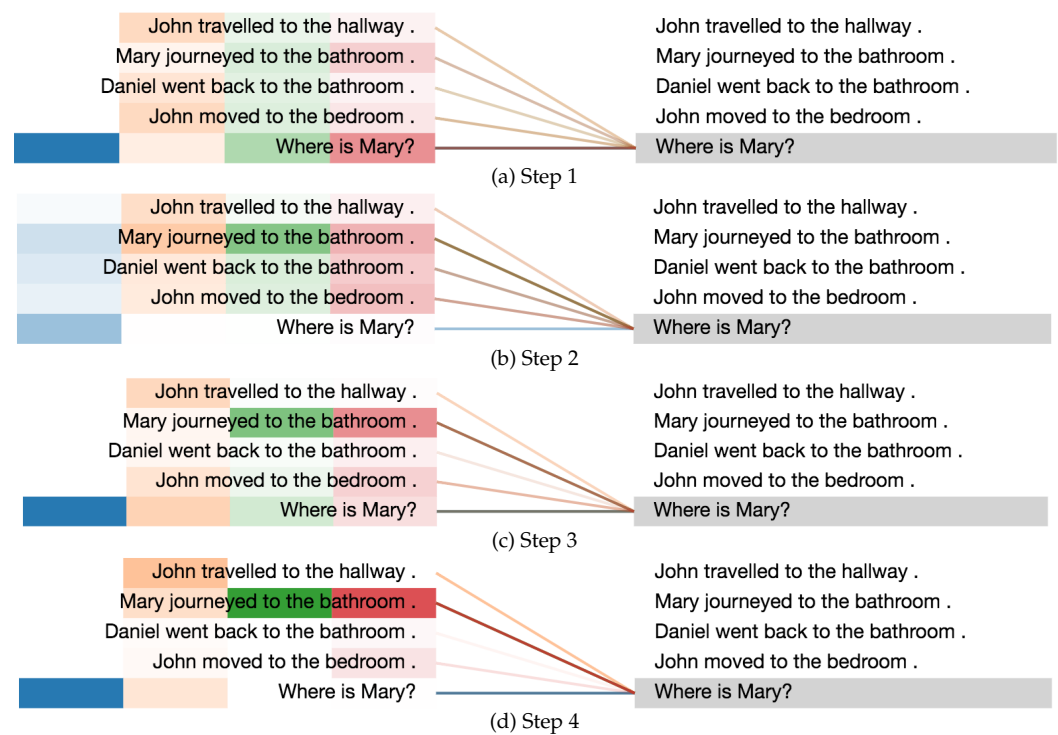 John travelled to the hallway . John travelled to the hallway .
Mary journeyed to the bathroom . Mary journeyed to the bathroom .
Daniel went back to the bathroom . Daniel went back to the bathroom .
John moved to the bedroom . John moved to the bedroom .
Where is Mary? Where is Mary?
(a) Step 1
John travelled to the hallway . John travelled to the hallway .
Mary journeyed to the bathroom . Mary journeyed to the bathroom .
Daniel went back to the bathroom . Daniel went back to the bathroom .
John moved to the bedroom . John moved to the bedroom .
Where is Mary? Where is Mary?
(b) Step 2
John travelled to the hallway . John travelled to the hallway .
Mary journeyed to the bathroom . Mary journeyed to the bathroom .
Daniel went back to the bathroom . Daniel went back to the bathroom .
John moved to the bedroom . John moved to the bedroom .
Where is Mary? Where is Mary?
(c) Step 3
John travelled to the hallway . John travelled to the hallway .
Mary journeyed to the bathroom . Mary journeyed to the bathroom .
Daniel went back to the bathroom . Daniel went back to the bathroom .
John moved to the bedroom . John moved to the bedroom .
Where is Mary? Where is Mary?
(d) Step 4